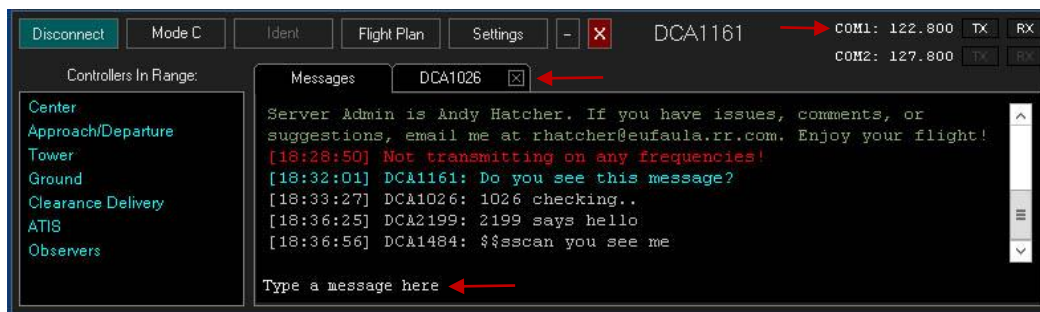 Disconnect Mode C Ident Flight Plan Settings - X DCA1161 COM1: 122.800 TX RX
COM2: 127.800 TX RX
Controllers In Range:
Messages DCA1026
Center
Approach/Departure
Tower
Ground
Clearance Delivery
ATIS
Observers
Server Admin is Andy Hatcher. If you have issues, comments, or
suggestions, email me at rhatcher@eufaula.rr.com. Enjoy your flight!
[18:28:50] Not transmitting on any frequencies!
[18:32:01] DCA1161: Do you see this message?
[18:33:27] DCA1026: 1026 checking..
[18:36:25] DCA2199: 2199 says hello
[18:36:56] DCA1484: $$sscan you see me
Type a message here